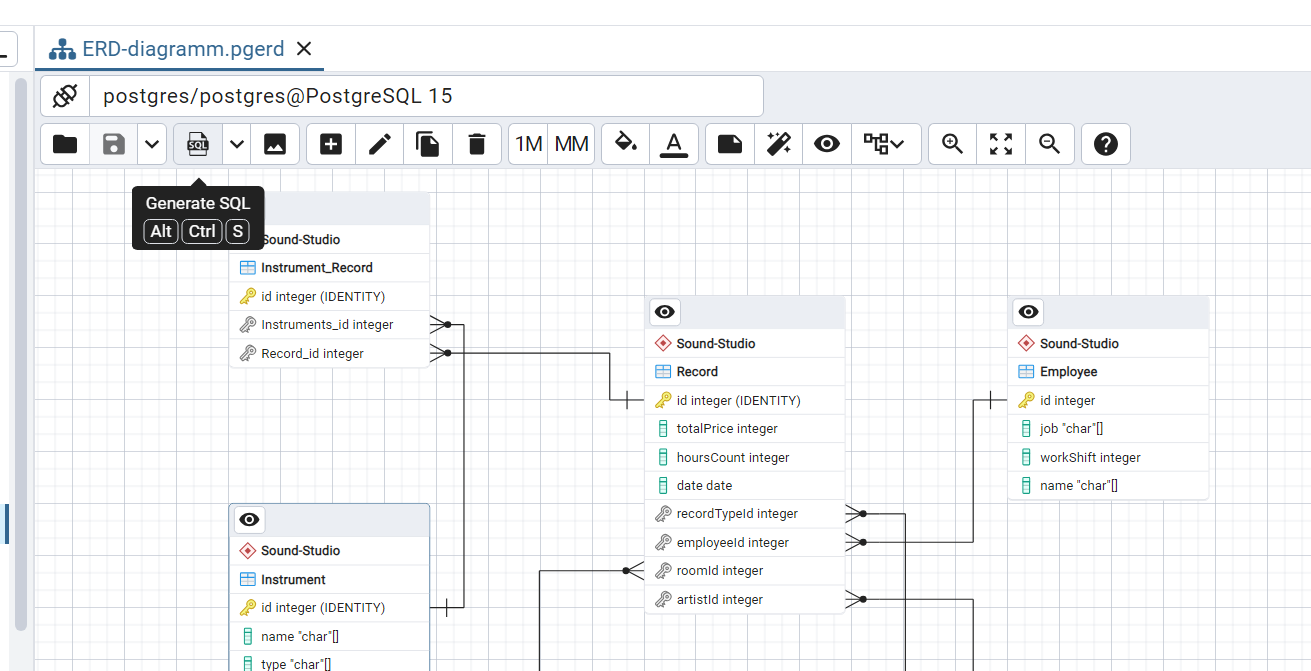 ERD-diagramm.pgerd
postgres/postgres@PostgreSQL 15
SQL
1M MM
A
Generate SQL
Alt Ctrl S
Sound-Studio
Instrument_Record
id integer (IDENTITY)
Instruments_id integer
Record_id integer
Sound-Studio
Record
id integer (IDENTITY)
totalPrice integer
hoursCount integer
date date
recordTypeId integer
employeeId integer
roomId integer
artistId integer
Sound-Studio
Employee
id integer
job "char"[]
workShift integer
name "char"[]
Sound-Studio
Instrument
id integer (IDENTITY)
name "char"[]
type "char"[]